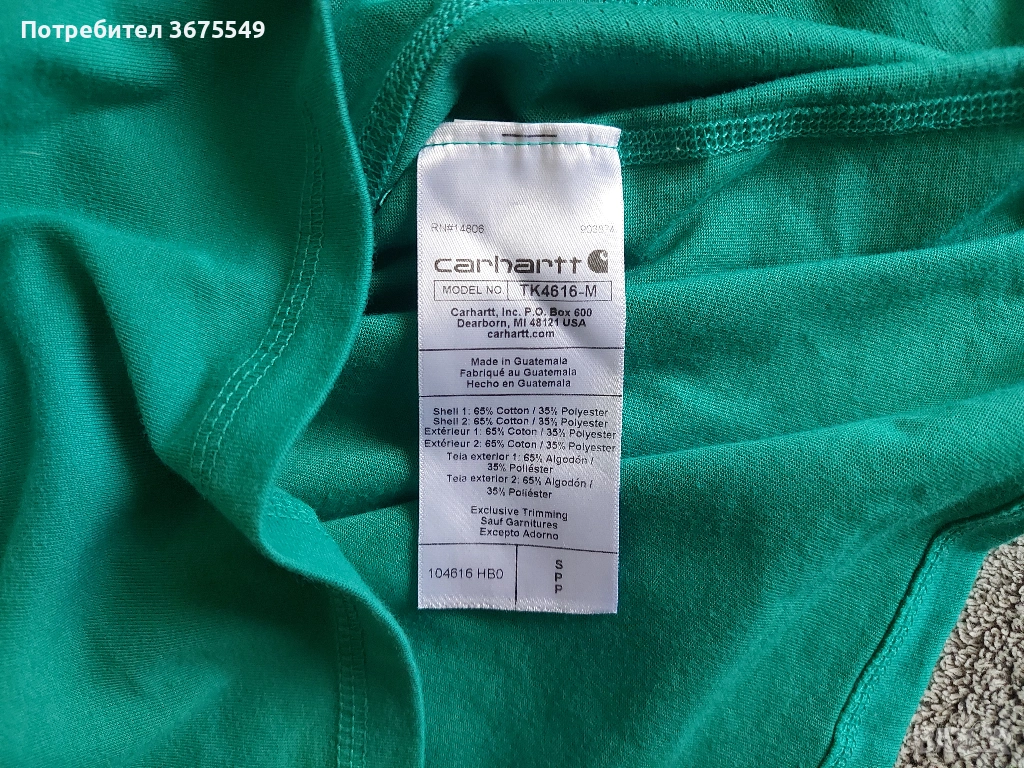 Потребител 3675549
RN#14806
carhartt
MODEL NO. TK4616-M
Carhartt, Inc. P.O. Box 600
Dearborn, MI 48121 USA
carhartt.com
Made in Guatemala
Fabriqué au Guatemala
Hecho en Guatemala
Shell 1: 65% Cotton / 35% Polyester
Shell 2: 65% Cotton / 35% Polyester
Extérieur 1: 65% Coton / 35% Polyester
Extérieur 2: 65% Coton / 35% Polyester
Tela exterior 1: 65% Algodón /
35% Poliéster
Tela exterior 2: 65% Algodón /
35% Poliéster
Exclusive Trimming
Sauf Garnitures
Excepto Adorno
104616 HB0
S
P
P